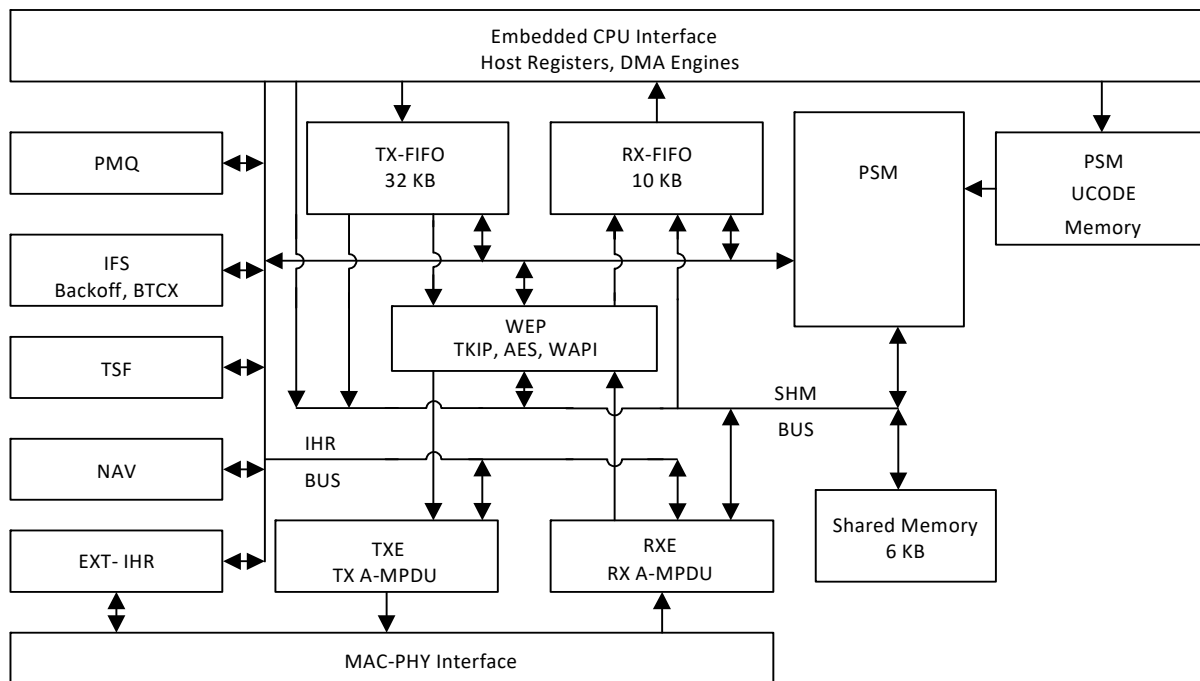 Embedded CPU Interface
Host Registers, DMA Engines
PMQ
TX-FIFO
32 KB
RX-FIFO
10 KB
PSM
PSM
UCODE
Memory
IFS
Backoff, BTCX
WEP
TKIP, AES, WAPI
TSF
SHM
BUS
IHR
BUS
NAV
Shared Memory
6 KB
EXT- IHR
TXE
TX A-MPDU
RXE
RX A-MPDU
MAC-PHY Interface